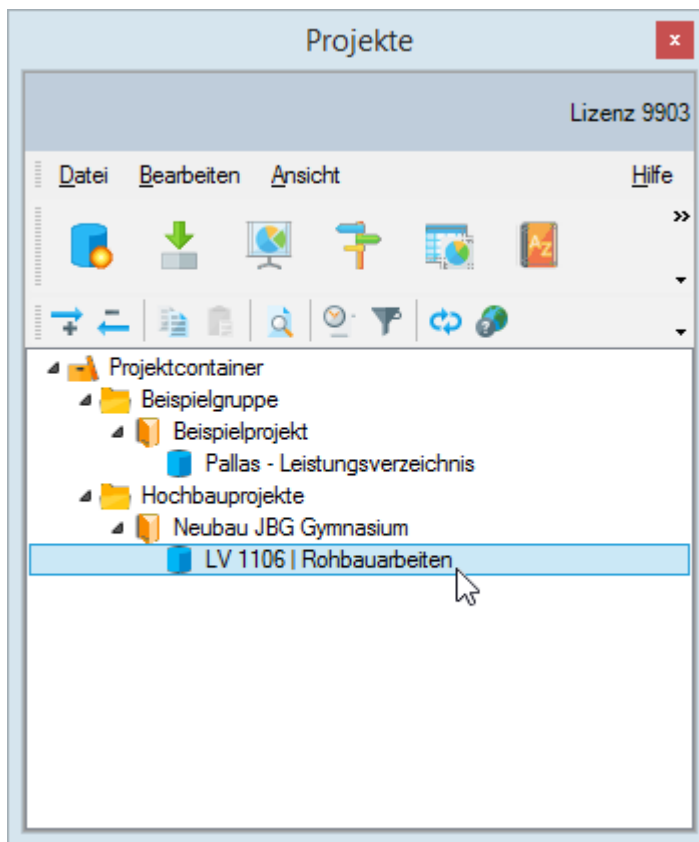 Projekte
x
Lizenz 9903
Datei Bearbeiten Ansicht Hilfe
AZ
Projektcontainer
Beispielgruppe
Beispielprojekt
Pallas - Leistungsverzeichnis
Hochbauprojekte
Neubau JBG Gymnasium
LV 1106 | Rohbauarbeiten